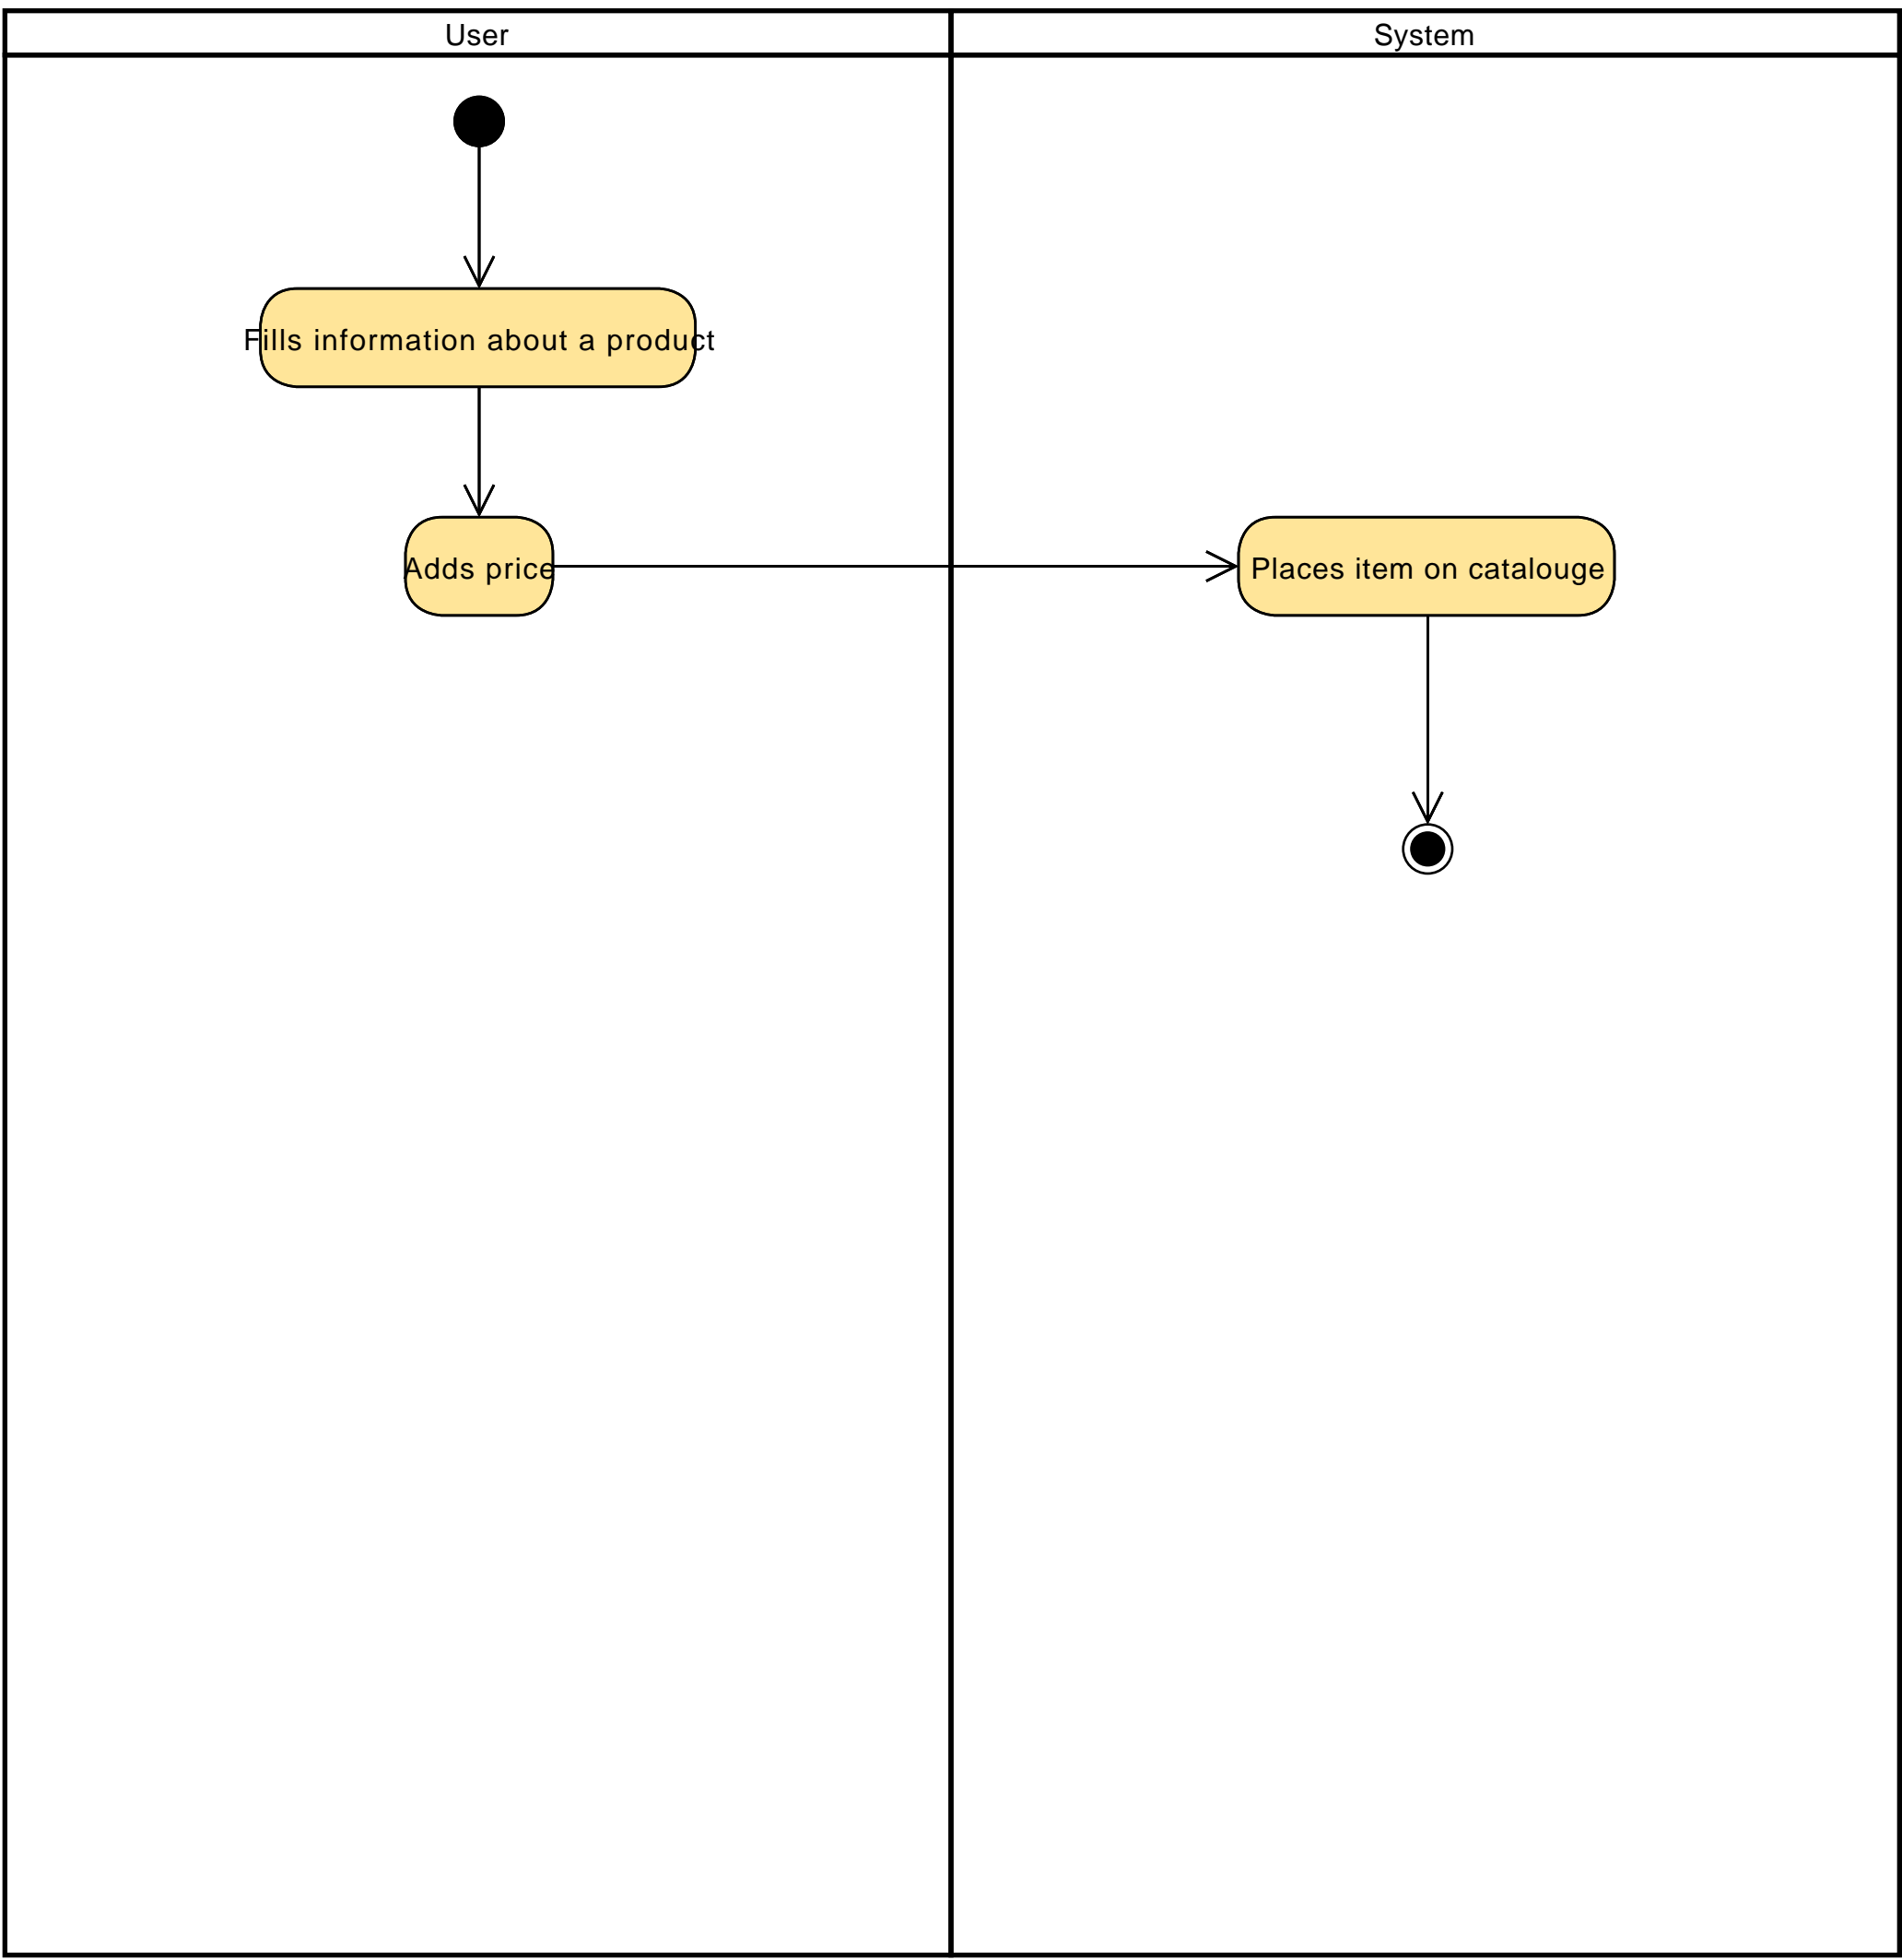 User
System
Fills information about a product
Adds price
Places item on catalouge